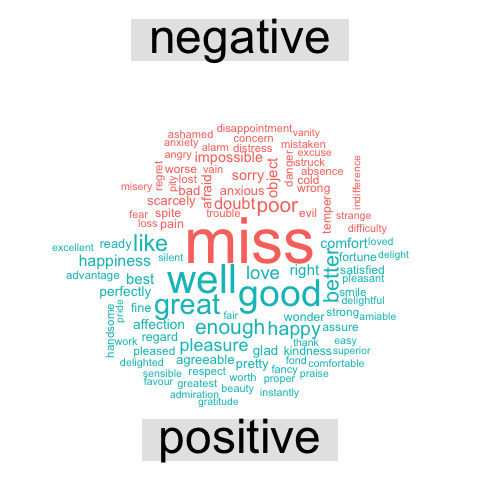 negative
disappointment vanity
ashamed concern
anxiety alarm distress mistaken
angry impossible excuse
regret worse vain object danger struck
misery pity lost sorry absence indifference
bad afraid anxious cold
scarcely doubt poor wrong temper
fear spite trouble evil strange
loss pain difficulty
miss
excellent ready like comfort loved
happiness silent well love right better fortune delight
advantage best satisfied pleasant
perfectly good smile delightful
handsome pride fine great fair wonder strong amiable
affection enough happy assure
work regard pleasure thank easy
pleased glad kindness superior
delighted agreeable pretty fond comfortable
sensible respect fancy praise
favour greatest worth proper
admiration beauty instantly
gratitude
positive